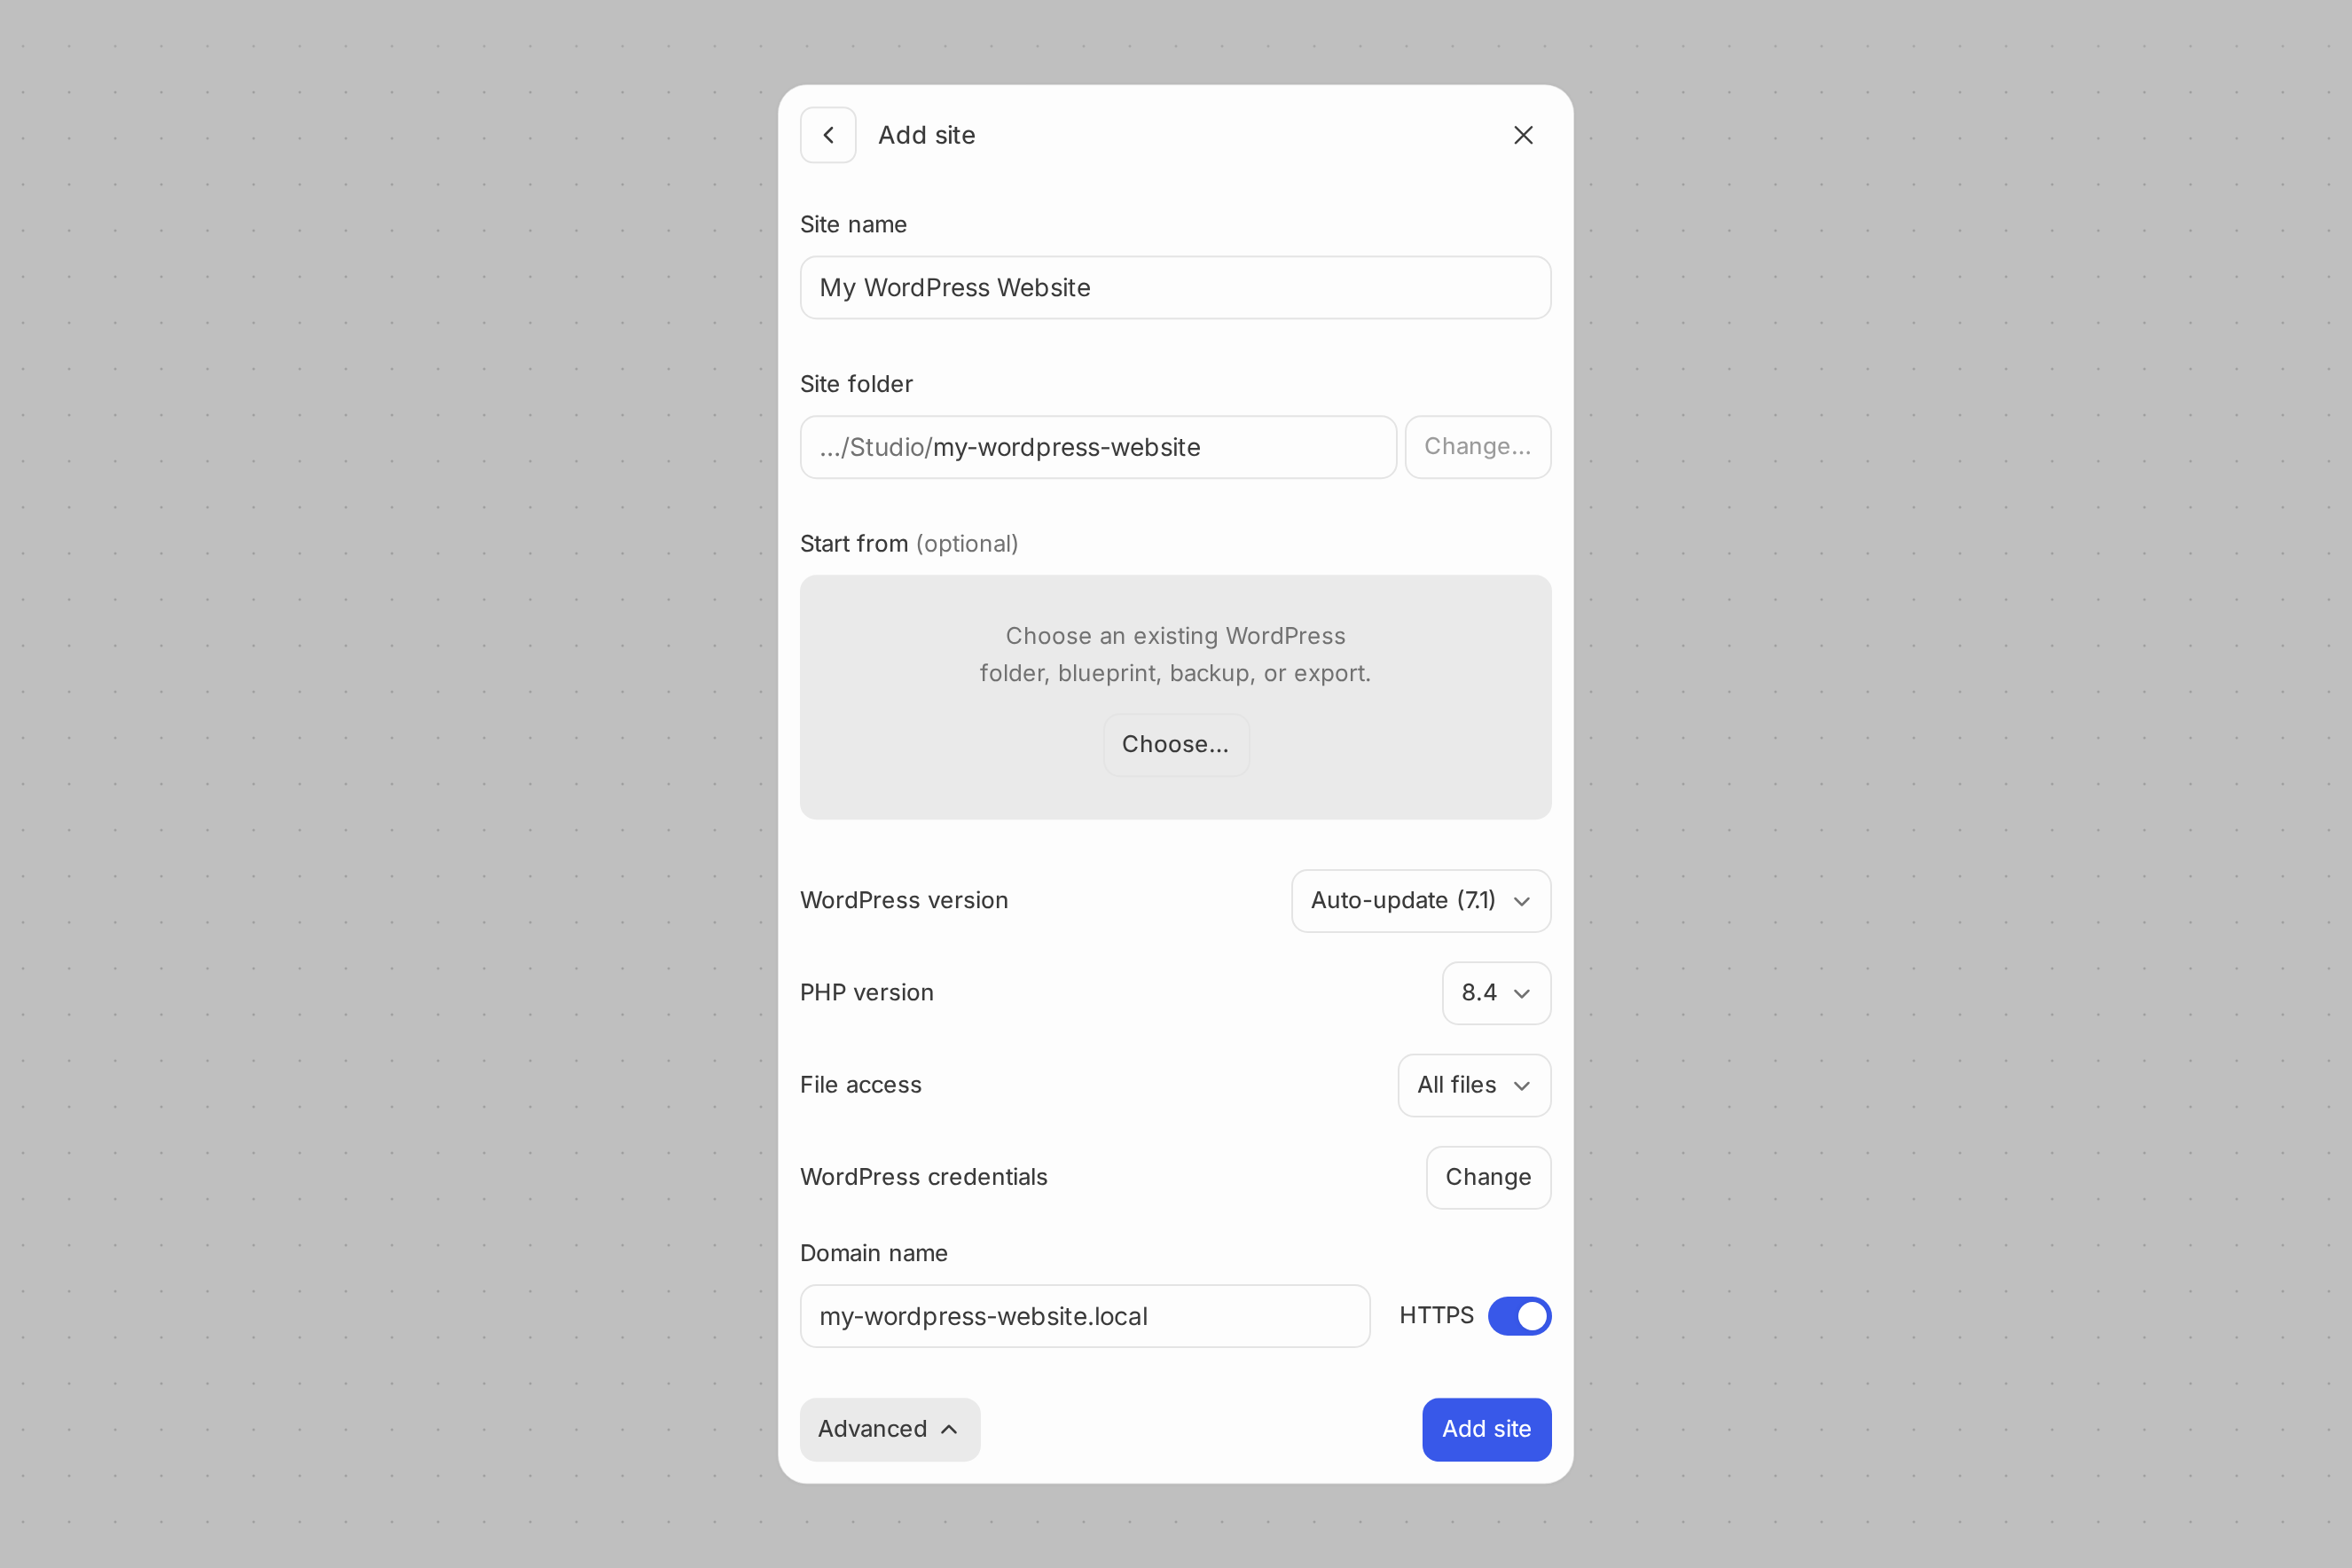 Add site
Site name
My WordPress Website
Site folder
.../Studio/my-wordpress-website
Change...
Start from (optional)
Choose an existing WordPress
folder, blueprint, backup, or export.
Choose...
WordPress version
Auto-update (7.1)
PHP version
8.4
File access
All files
WordPress credentials
Change
Domain name
my-wordpress-website.local
HTTPS
Advanced
Add site